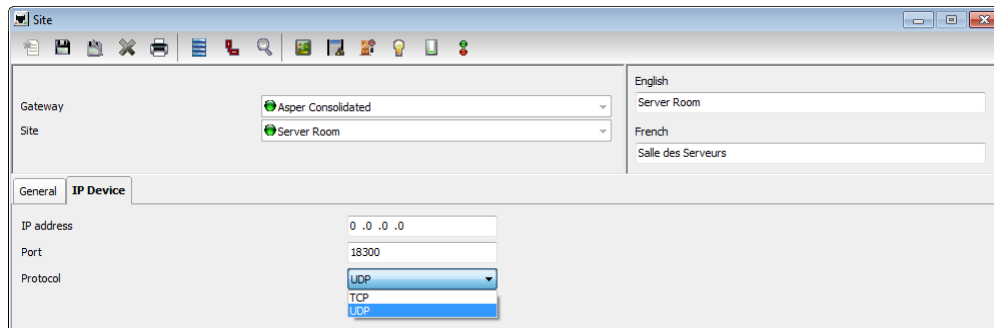 Site
English
Server Room
Gateway
Asper Consolidated
Site
Server Room
French
Salle des Serveurs
General
IP Device
IP address
0 .0 .0 .0
Port
18300
Protocol
UDP
TCP
UDP